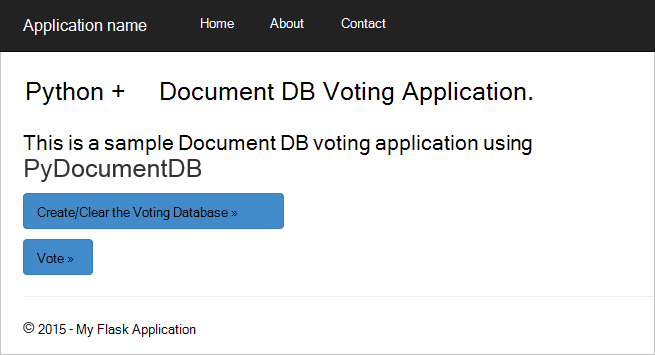 Application name Home About Contact
Python + Document DB Voting Application.
This is a sample Document DB voting application using
PyDocumentDB
Create/Clear the Voting Database »
Vote »
© 2015 - My Flask Application